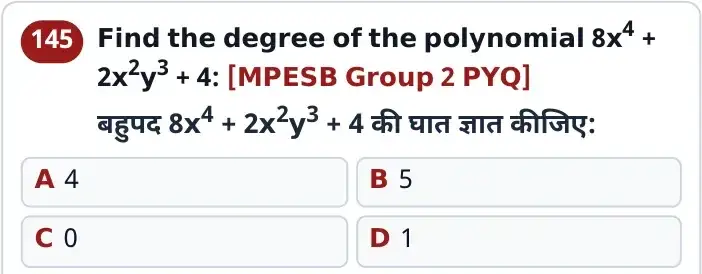 145 Find the degree of the polynomial 8x⁴ +
2x²y³ + 4: [MPESB Group 2 PYQ]
बहुपद 8x⁴ + 2x²y³ + 4 की घात ज्ञात कीजिए:
A 4 B 5
C 0 D 1